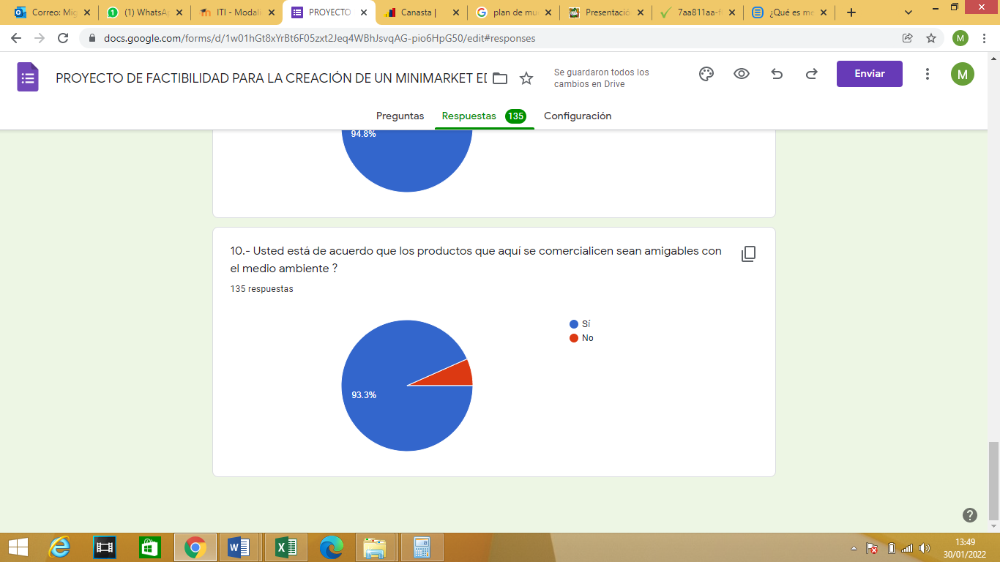 Correo: Mig
(1) WhatsAp
ITI - Modali
PROYECTO
Canasta |
plan de mu
Presentació
7aa811aa-f
¿Qué es me
docs.google.com/forms/d/1w01hGt8xYrBt6F05zxt2Jeq4WBhJsvqAG-pio6HpG50/edit#responses
M
PROYECTO DE FACTIBILIDAD PARA LA CREACIÓN DE UN MINIMARKET EC
Se guardaron todos los
cambios en Drive
Enviar
M
Preguntas
Respuestas 135
Configuración
94.8%
10.- Usted está de acuerdo que los productos que aquí se comercialicen sean amigables con
el medio ambiente ?
135 respuestas
Sí
No
93.3%
13:49
30/01/2022